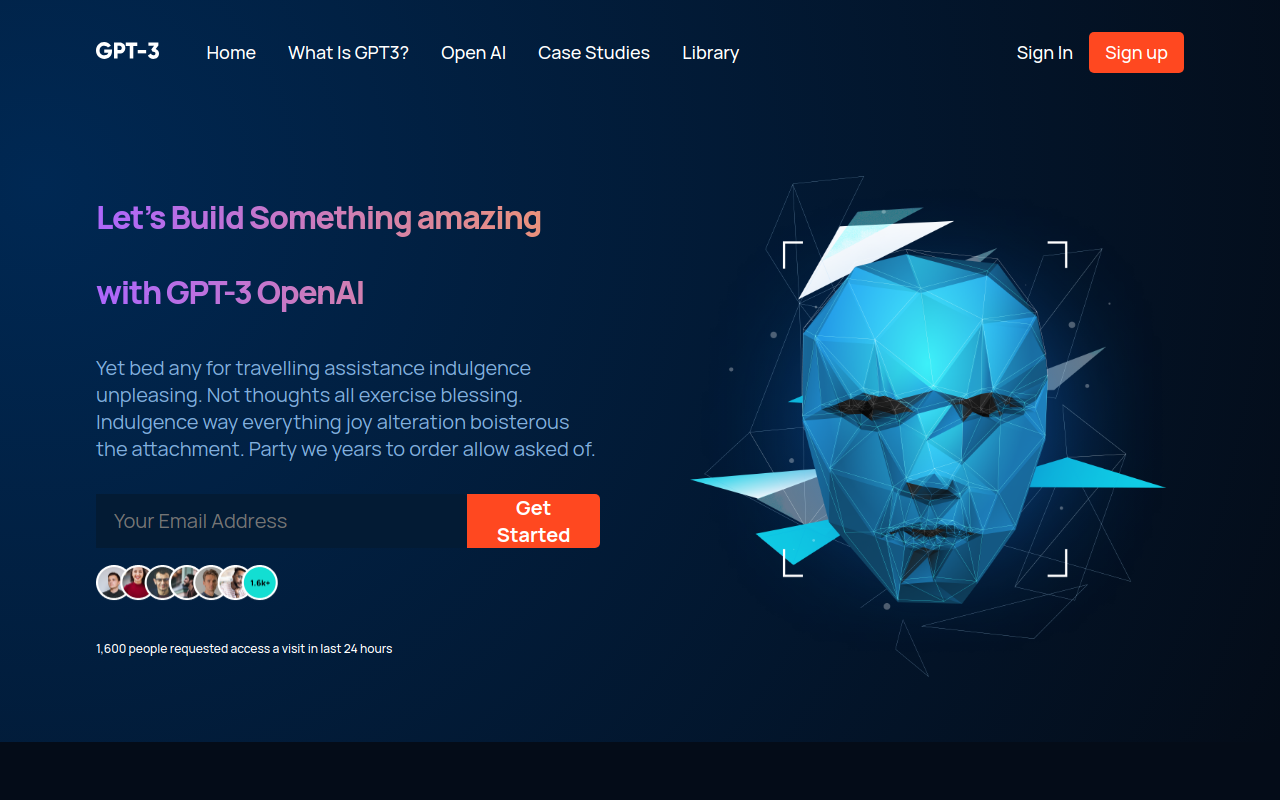 GPT-3
Home
What Is GPT3?
Open AI
Case Studies
Library
Sign In
Sign up
Let’s Build Something amazing
with GPT-3 OpenAI
Yet bed any for travelling assistance indulgence
unpleasing. Not thoughts all exercise blessing.
Indulgence way everything joy alteration boisterous
the attachment. Party we years to order allow asked of.
Your Email Address
Get
Started
1.6k+
1,600 people requested access a visit in last 24 hours